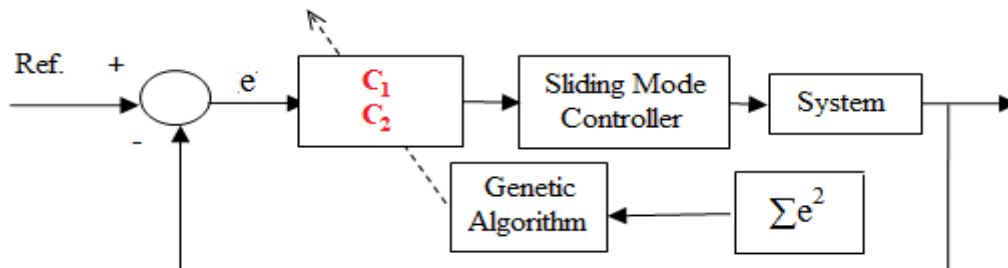 Ref.
+
-
e
C₁
C₂
Sliding Mode
Controller
System
Genetic
Algorithm
∑e²